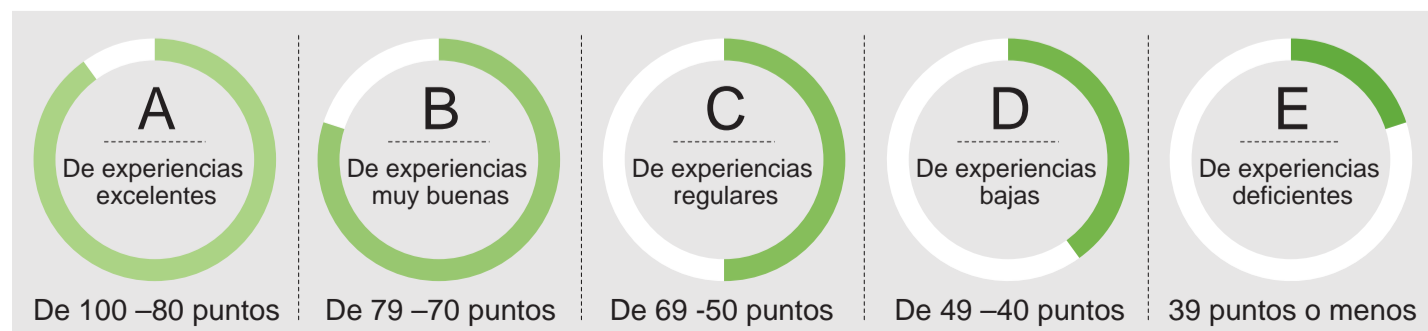 A
De experiencias
excelentes
De 100 –80 puntos
B
De experiencias
muy buenas
De 79 –70 puntos
C
De experiencias
regulares
De 69 -50 puntos
D
De experiencias
bajas
De 49 –40 puntos
E
De experiencias
deficientes
39 puntos o menos